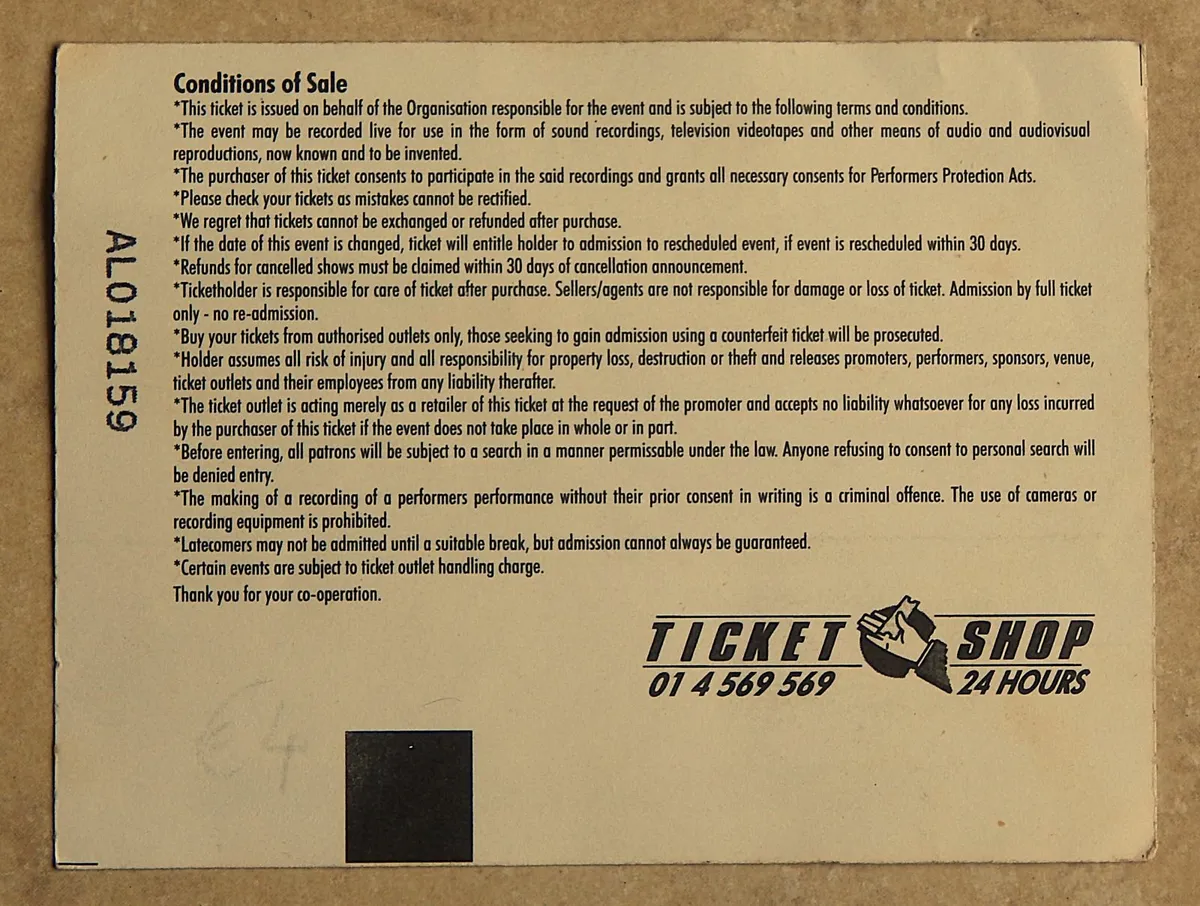 Conditions of Sale
*This ticket is issued on behalf of the Organisation responsible for the event and is subject to the following terms and conditions.
*The event may be recorded live for use in the form of sound recordings, television videotapes and other means of audio and audiovisual
reproductions, now known and to be invented.
*The purchaser of this ticket consents to participate in the said recordings and grants all necessary consents for Performers Protection Acts.
*Please check your tickets as mistakes cannot be rectified.
*We regret that tickets cannot be exchanged or refunded after purchase.
*If the date of this event is changed, ticket will entitle holder to admission to rescheduled event, if event is rescheduled within 30 days.
*Refunds for cancelled shows must be claimed within 30 days of cancellation announcement.
*Ticketholder is responsible for care of ticket after purchase. Sellers/agents are not responsible for damage or loss of ticket. Admission by full ticket
only - no re-admission.
*Buy your tickets from authorised outlets only, those seeking to gain admission using a counterfeit ticket will be prosecuted.
*Holder assumes all risk of injury and all responsibility for property loss, destruction or theft and releases promoters, performers, sponsors, venue,
ticket outlets and their employees from any liability therafter.
*The ticket outlet is acting merely as a retailer of this ticket at the request of the promoter and accepts no liability whatsoever for any loss incurred
by the purchaser of this ticket if the event does not take place in whole or in part.
*Before entering, all patrons will be subject to a search in a manner permissable under the law. Anyone refusing to consent to personal search will
be denied entry.
*The making of a recording of a performers performance without their prior consent in writing is a criminal offence. The use of cameras or
recording equipment is prohibited.
*Latecomers may not be admitted until a suitable break, but admission cannot always be guaranteed.
*Certain events are subject to ticket outlet handling charge.
Thank you for your co-operation.
AL018159
TICKET SHOP
01 4 569 569 24 HOURS